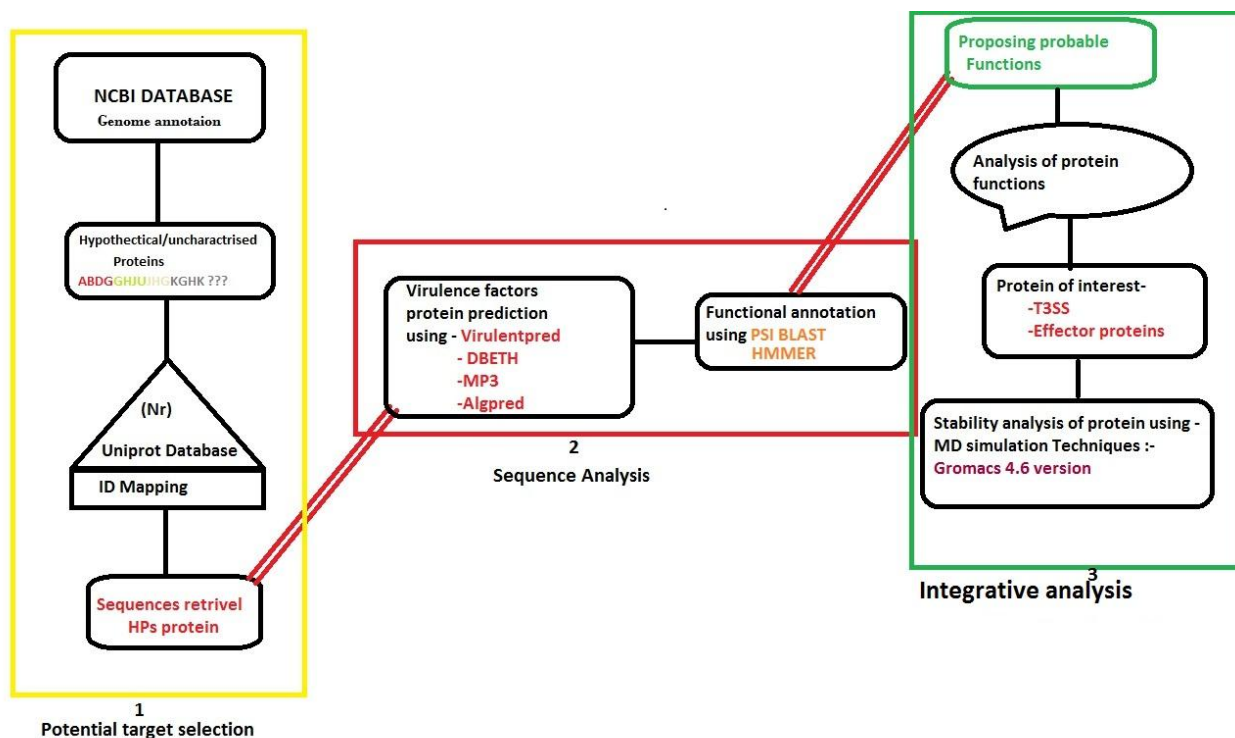 NCBI DATABASE
Genome annotaion
Hypothectical/uncharactrised
Proteins
ABDGGHJUJHGKGHK ???
(Nr)
Uniprot Database
ID Mapping
Sequences retrivel
HPs protein
1
Potential target selection
Virulence factors
protein prediction
using - Virulentpred
- DBETH
-MP3
-Algpred
Functional annotation
using PSI BLAST
HMMER
2
Sequence Analysis
Proposing probable
Functions
Analysis of protein
functions
Protein of interest-
-T3SS
-Effector proteins
Stability analysis of protein using -
MD simulation Techniques :-
Gromacs 4.6 version
3
Integrative analysis